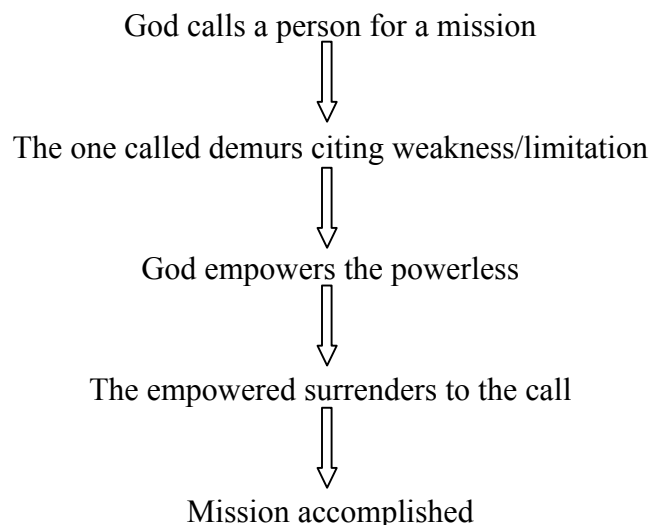 God calls a person for a mission
The one called demurs citing weakness/limitation
God empowers the powerless
The empowered surrenders to the call
Mission accomplished